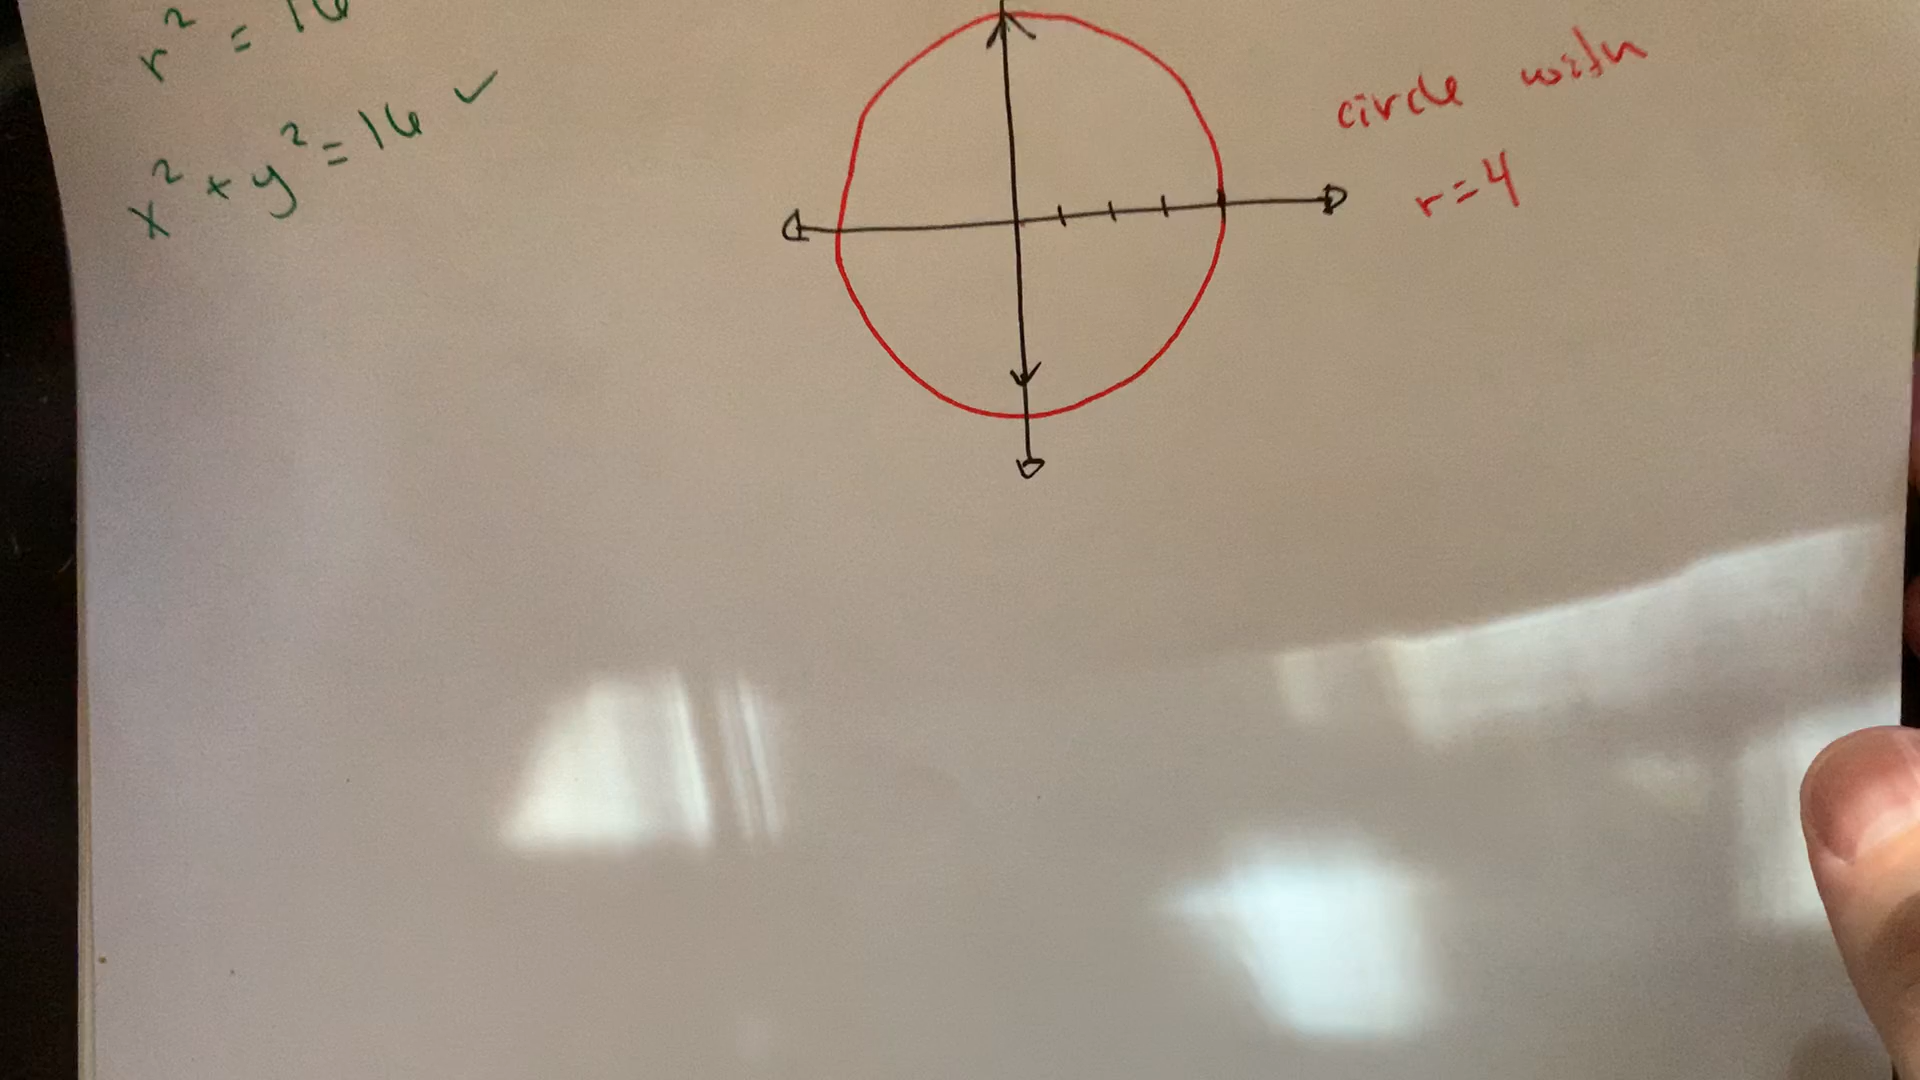 r² = 16
x² + y² = 16 ✓
circle with
r = 4